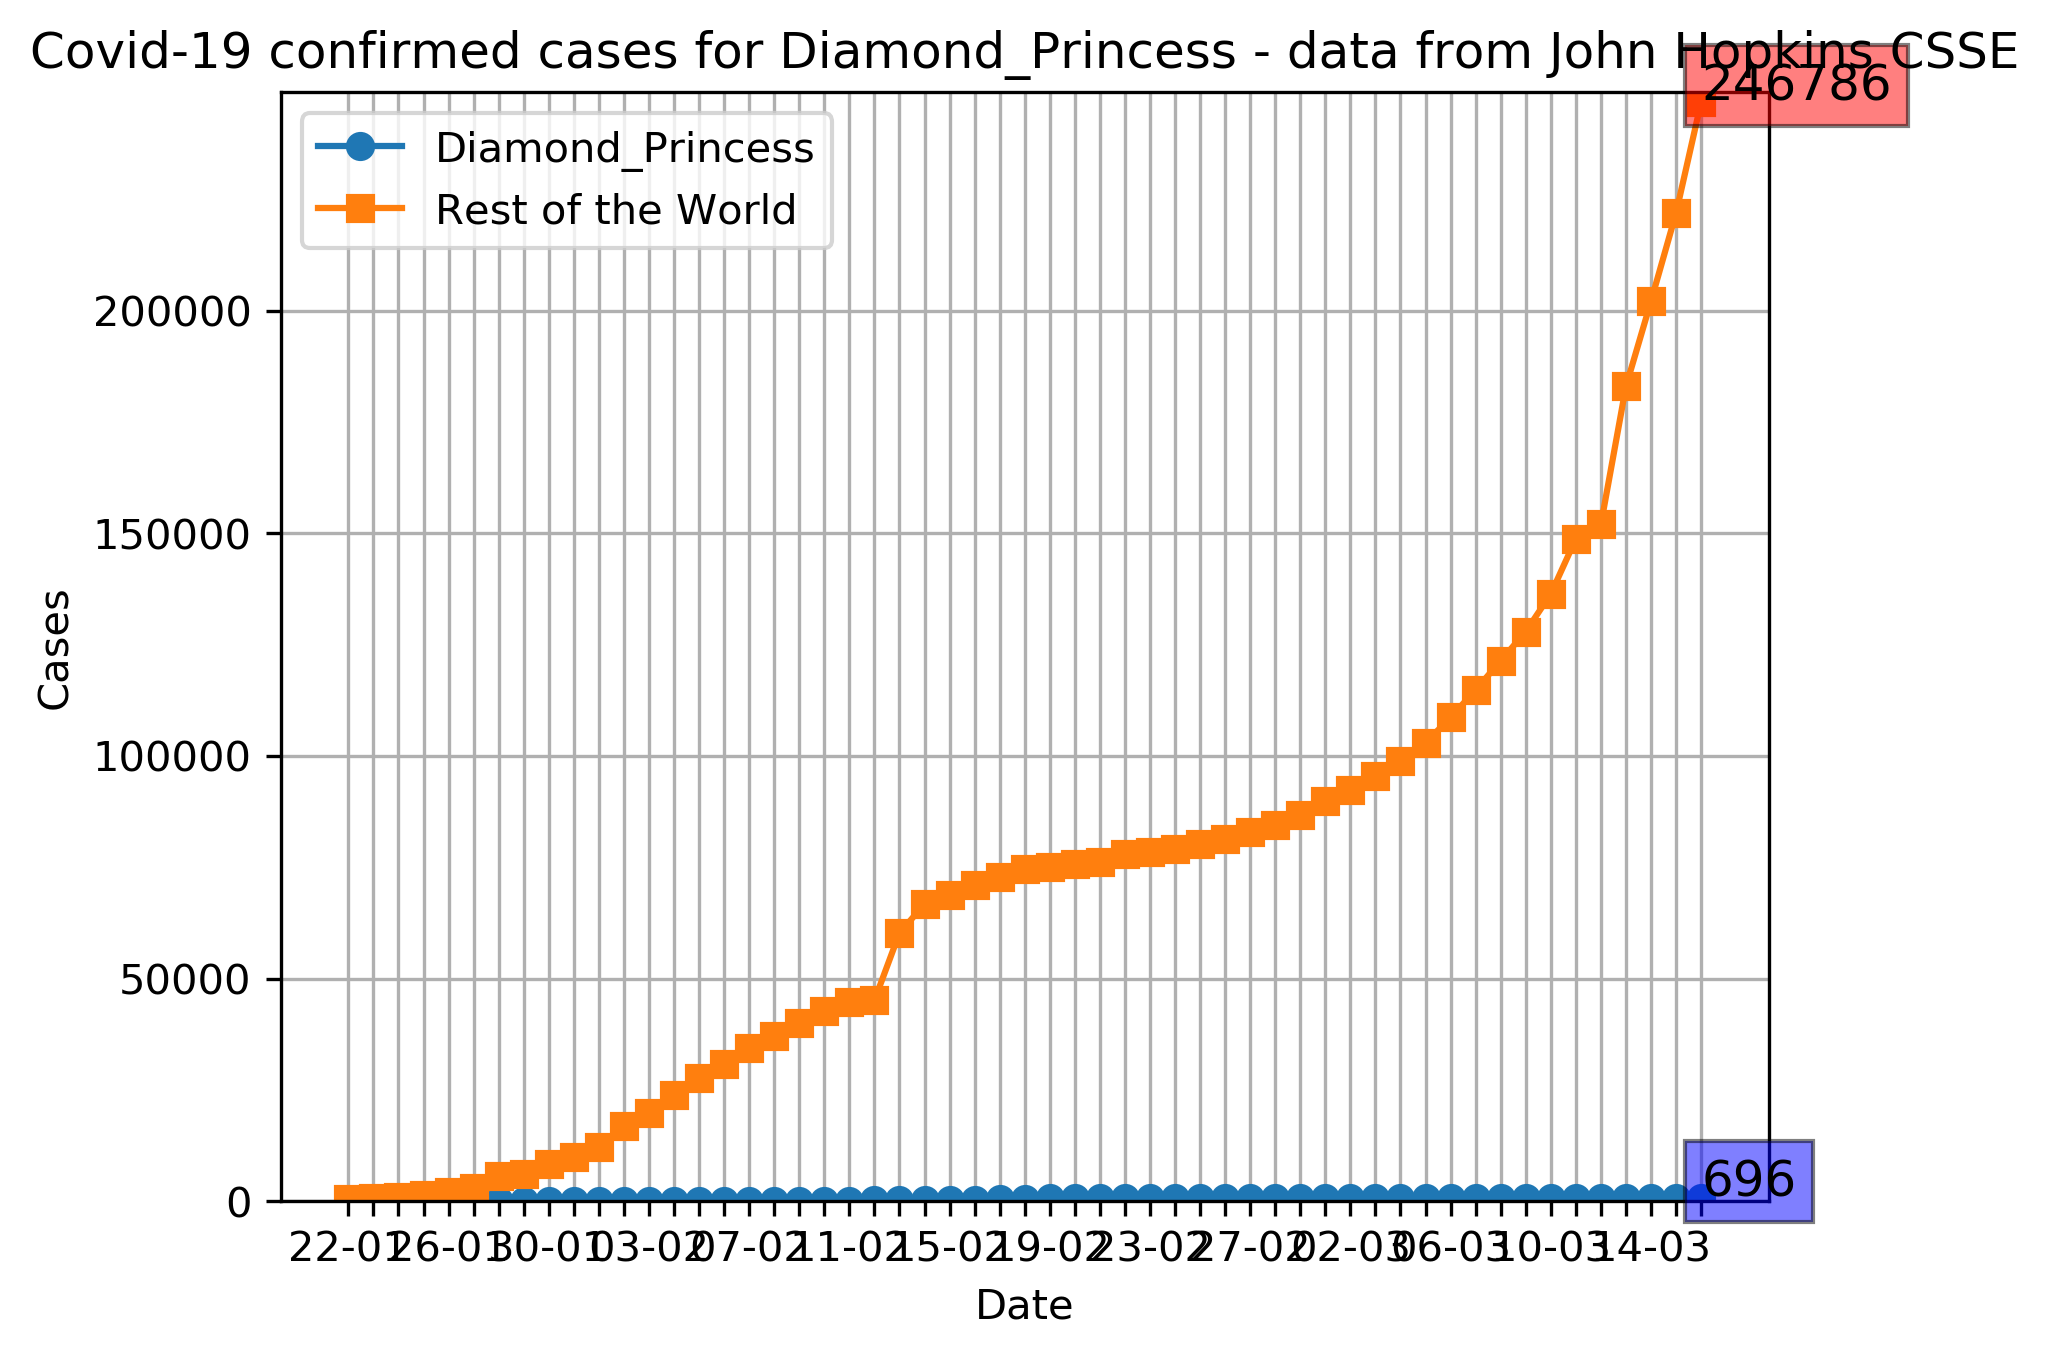 Covid-19 confirmed cases for Diamond_Princess - data from John Hopkins CSSE
246786
Diamond_Princess
Rest of the World
200000
150000
100000
50000
0
Cases
696
22-01 26-01 30-01 03-02 07-02 11-02 15-02 19-02 23-02 27-02 02-03 06-03 10-03 14-03
Date